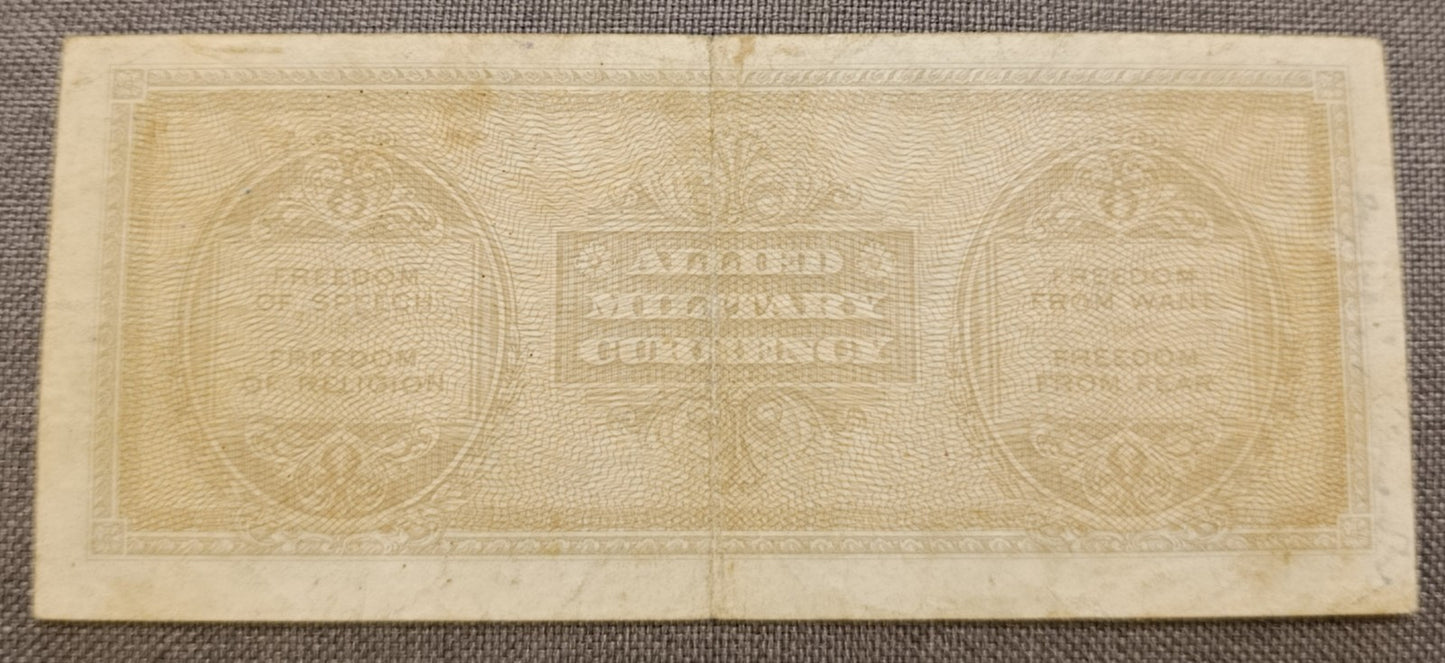 FREEDOM
OF SPEECH
FREEDOM
OF RELIGION
ALLIED
MILITARY
CURRENCY
FREEDOM
FROM WANT
FREEDOM
FROM FEAR